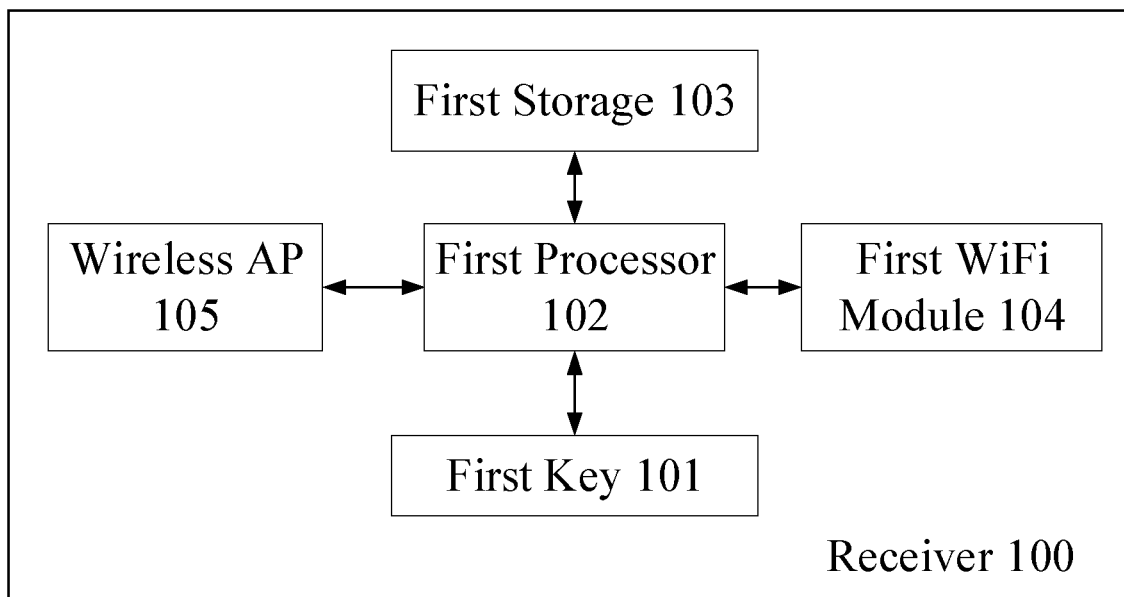 First Storage 103
Wireless AP
105
First Processor
102
First WiFi
Module 104
First Key 101
Receiver 100